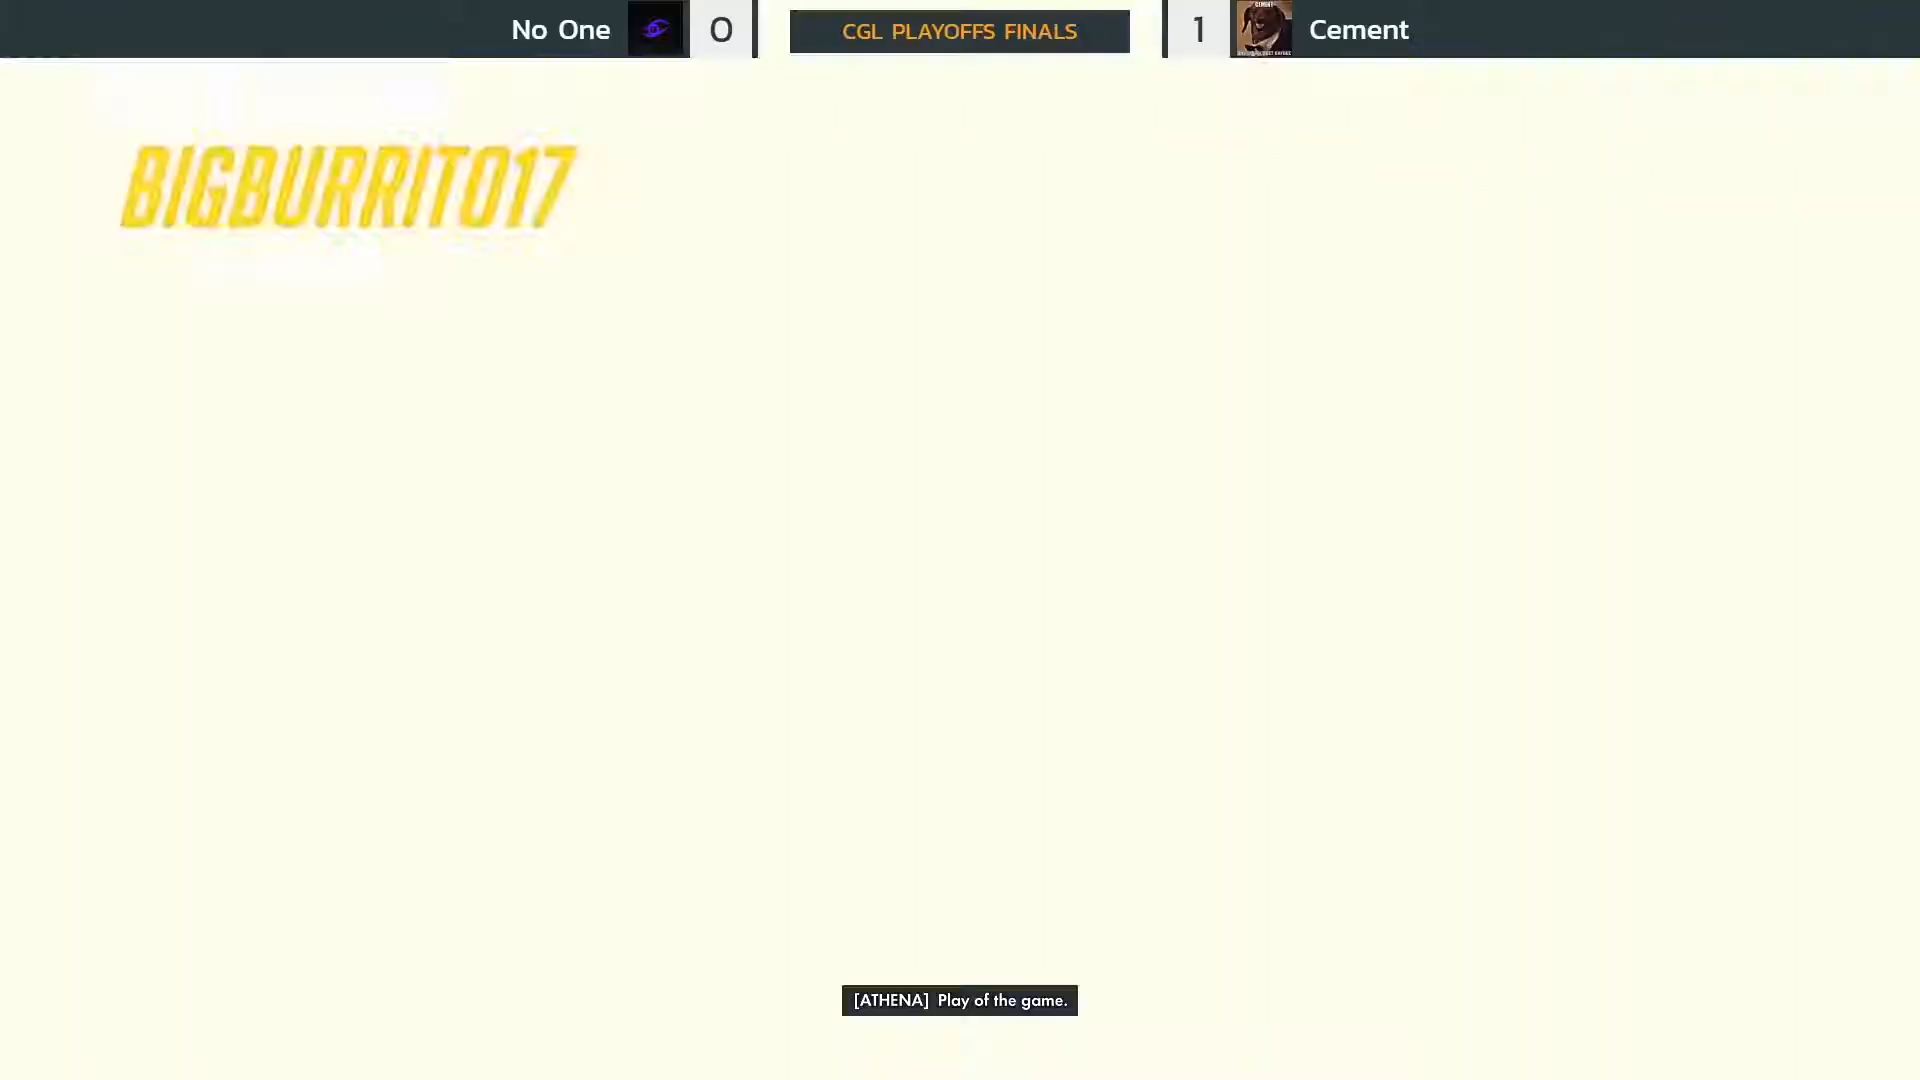 No One 0 CGL PLAYOFFS FINALS 1 Cement
BIGBURRITO17
[ATHENA] Play of the game.